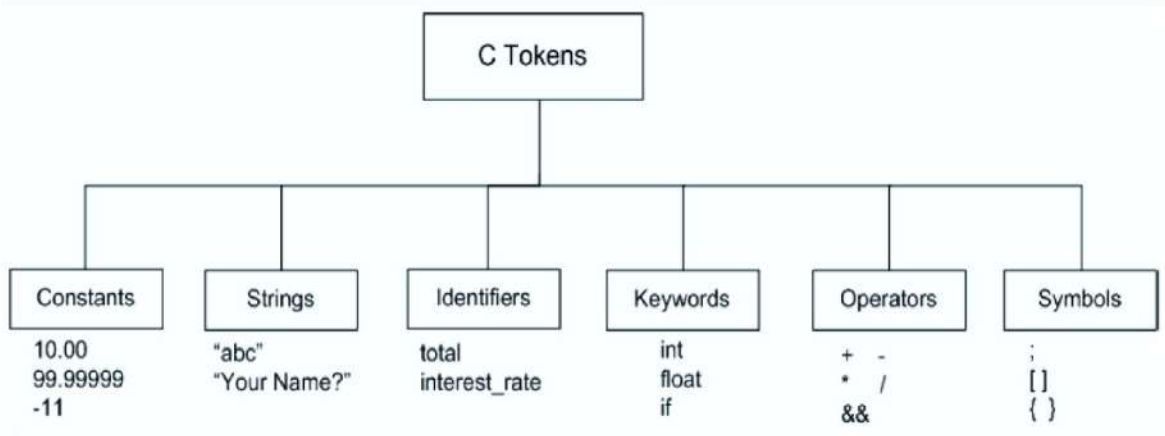 C Tokens
Constants
Strings
Identifiers
Keywords
Operators
Symbols
10.00
99.99999
-11
“abc”
“Your Name?”
total
interest_rate
int
float
if
+ -
* /
&&
;
[ ]
{ }